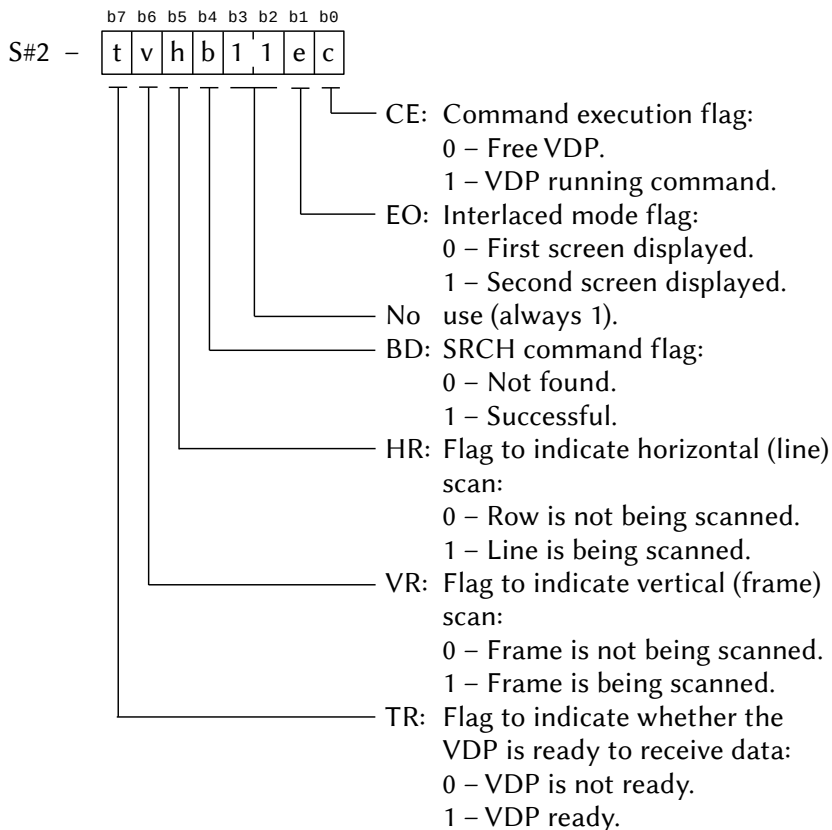 b7 b6 b5 b4 b3 b2 b1 b0
S#2 – t v h b 1 1 e c
CE: Command execution flag:
0 – Free VDP.
1 – VDP running command.
EO: Interlaced mode flag:
0 – First screen displayed.
1 – Second screen displayed.
No use (always 1).
BD: SRCH command flag:
0 – Not found.
1 – Successful.
HR: Flag to indicate horizontal (line)
scan:
0 – Row is not being scanned.
1 – Line is being scanned.
VR: Flag to indicate vertical (frame)
scan:
0 – Frame is not being scanned.
1 – Frame is being scanned.
TR: Flag to indicate whether the
VDP is ready to receive data:
0 – VDP is not ready.
1 – VDP ready.